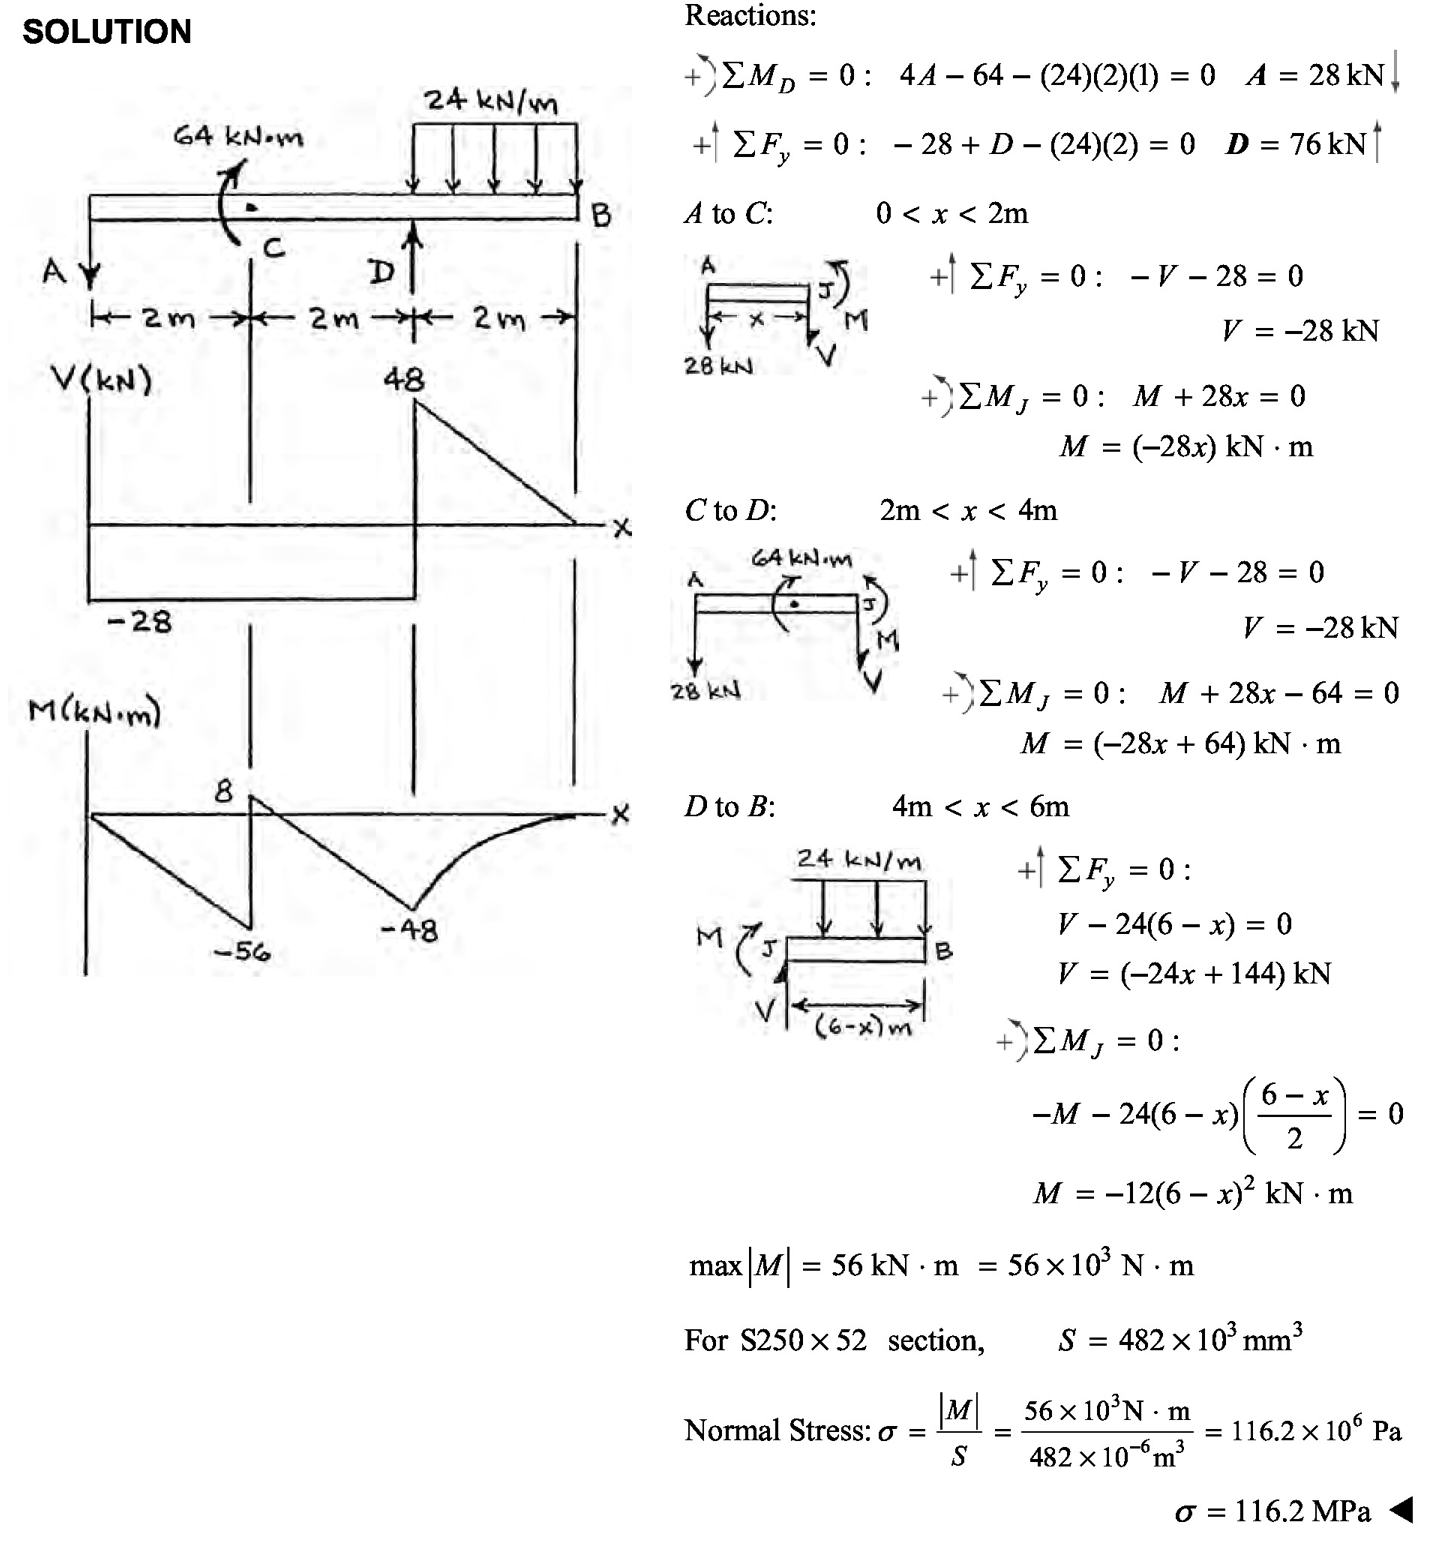 SOLUTION
24 kN/m
64 kN·m
B
C
A
D
2m
2m
2m
V(kN)
48
x
-28
M(kN·m)
8
x
-56
-48
Reactions:
+ ΣM_D = 0 : 4A − 64 − (24)(2)(1) = 0 A = 28 kN↓
+↑ ΣF_y = 0 : − 28 + D − (24)(2) = 0 D = 76 kN↑
A to C: 0 < x < 2m
A
J
x
M
28 kN
V
+↑ ΣF_y = 0 : − V − 28 = 0
V = −28 kN
+ ΣM_J = 0 : M + 28x = 0
M = (−28x) kN · m
C to D: 2m < x < 4m
64 kN·m
A
J
M
28 kN
V
+↑ ΣF_y = 0 : − V − 28 = 0
V = −28 kN
+ ΣM_J = 0 : M + 28x − 64 = 0
M = (−28x + 64) kN · m
D to B: 4m < x < 6m
24 kN/m
M
J
B
V
(6-x)m
+↑ ΣF_y = 0 :
V − 24(6 − x) = 0
V = (−24x + 144) kN
+ ΣM_J = 0 :
−M − 24(6 − x)((6 − x)/2) = 0
M = −12(6 − x)² kN · m
max|M| = 56 kN · m = 56 × 10³ N · m
For S250 × 52 section, S = 482 × 10³ mm³
Normal Stress: σ = |M|/S = 56 × 10³ N · m / 482 × 10⁻⁶ m³ = 116.2 × 10⁶ Pa
σ = 116.2 MPa ◄